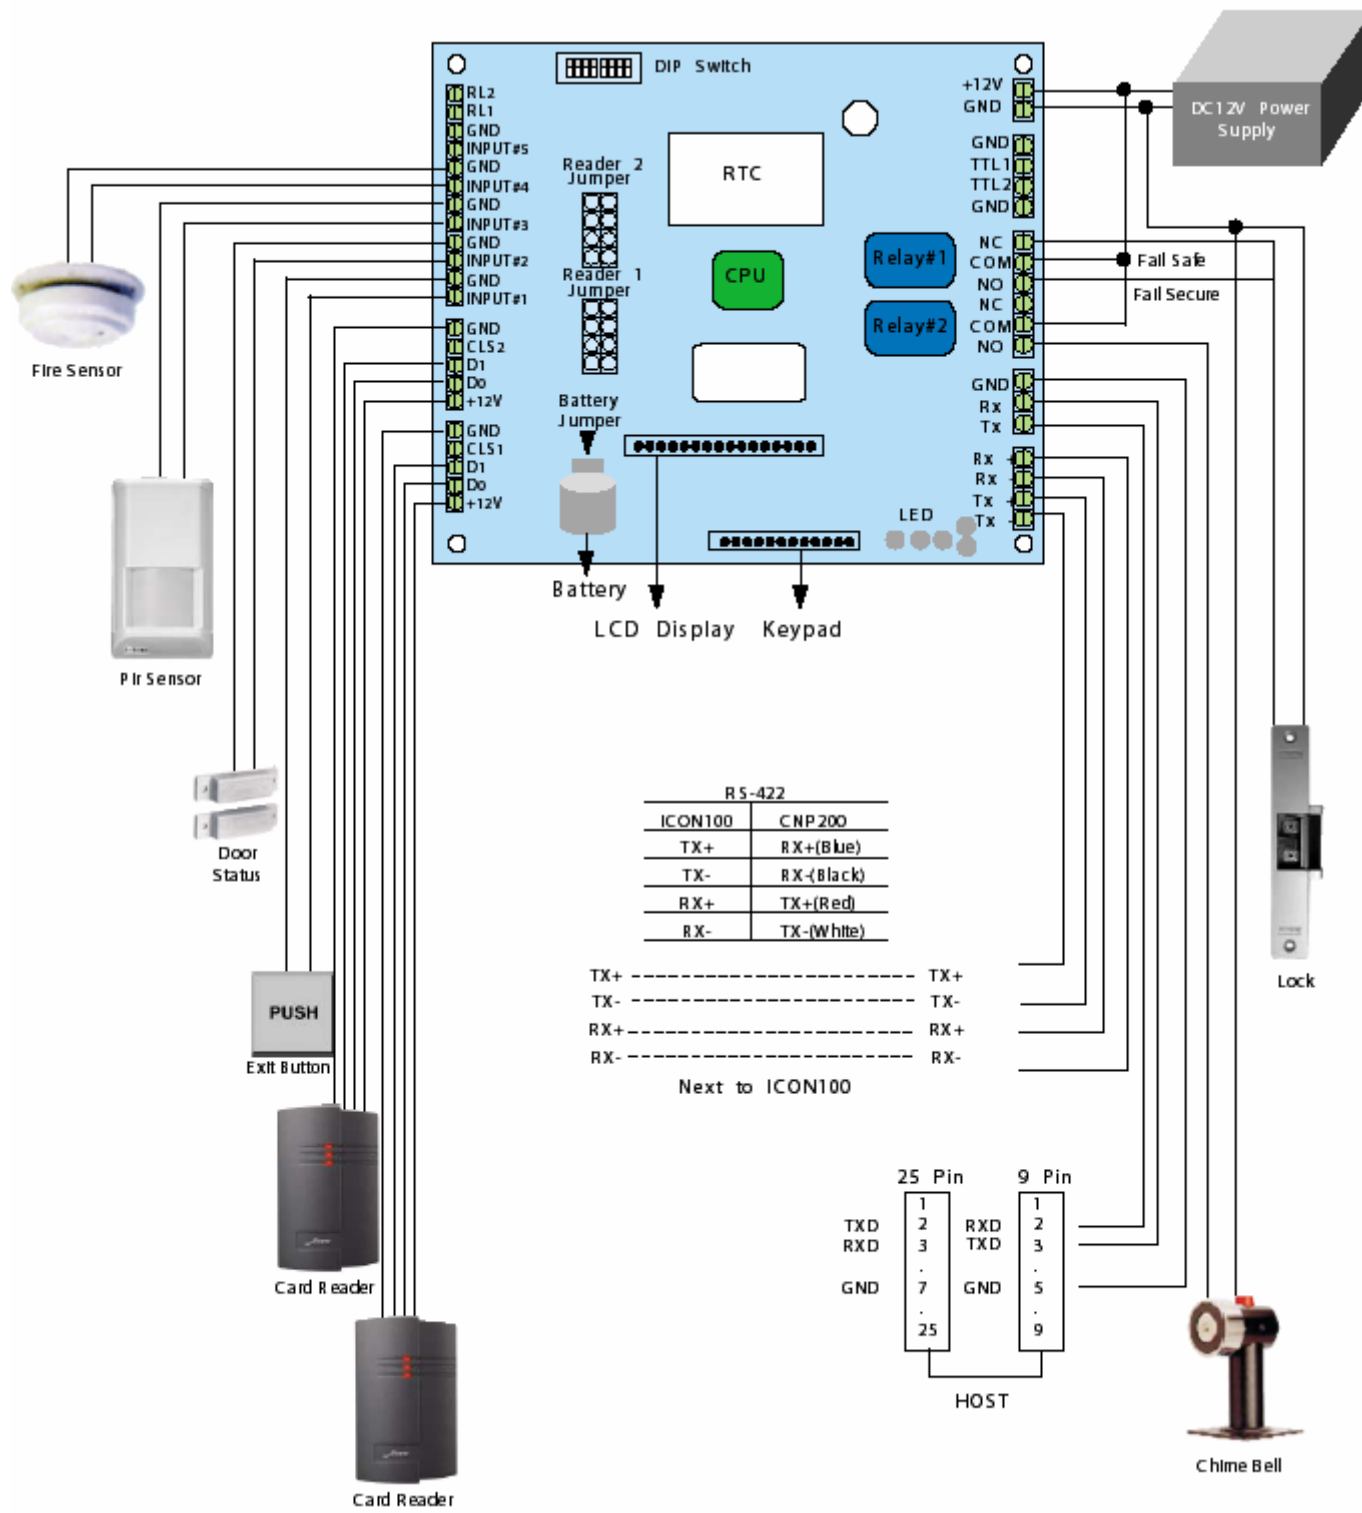 DIP Switch
RL2
RL1
GND
INPUT#5
GND
INPUT#4
GND
INPUT#3
GND
INPUT#2
GND
INPUT#1
GND
CLS2
D1
D0
+12V
GND
CLS1
D1
D0
+12V
Reader 2
Jumper
Reader 1
Jumper
Battery
Jumper
RTC
CPU
Relay#1
Relay#2
LED
+12V
GND
GND
TTL1
TTL2
GND
NC
COM
NO
NC
COM
NO
GND
Rx
Tx
Rx +
Rx -
Tx +
Tx -
DC12V Power
Supply
Fail Safe
Fail Secure
Battery
LCD Display
Keypad
Fire Sensor
Pir Sensor
Door
Status
PUSH
Exit Button
Card Reader
Card Reader
Lock
Chime Bell
RS-422
ICON100 CNP200
TX+ RX+(Blue)
TX- RX-(Black)
RX+ TX+(Red)
RX- TX-(White)
TX+ TX+
TX- TX-
RX+ RX+
RX- RX-
Next to ICON100
25 Pin 9 Pin
1 1
TXD 2 RXD 2
RXD 3 TXD 3
. .
GND 7 GND 5
. .
25 9
HOST